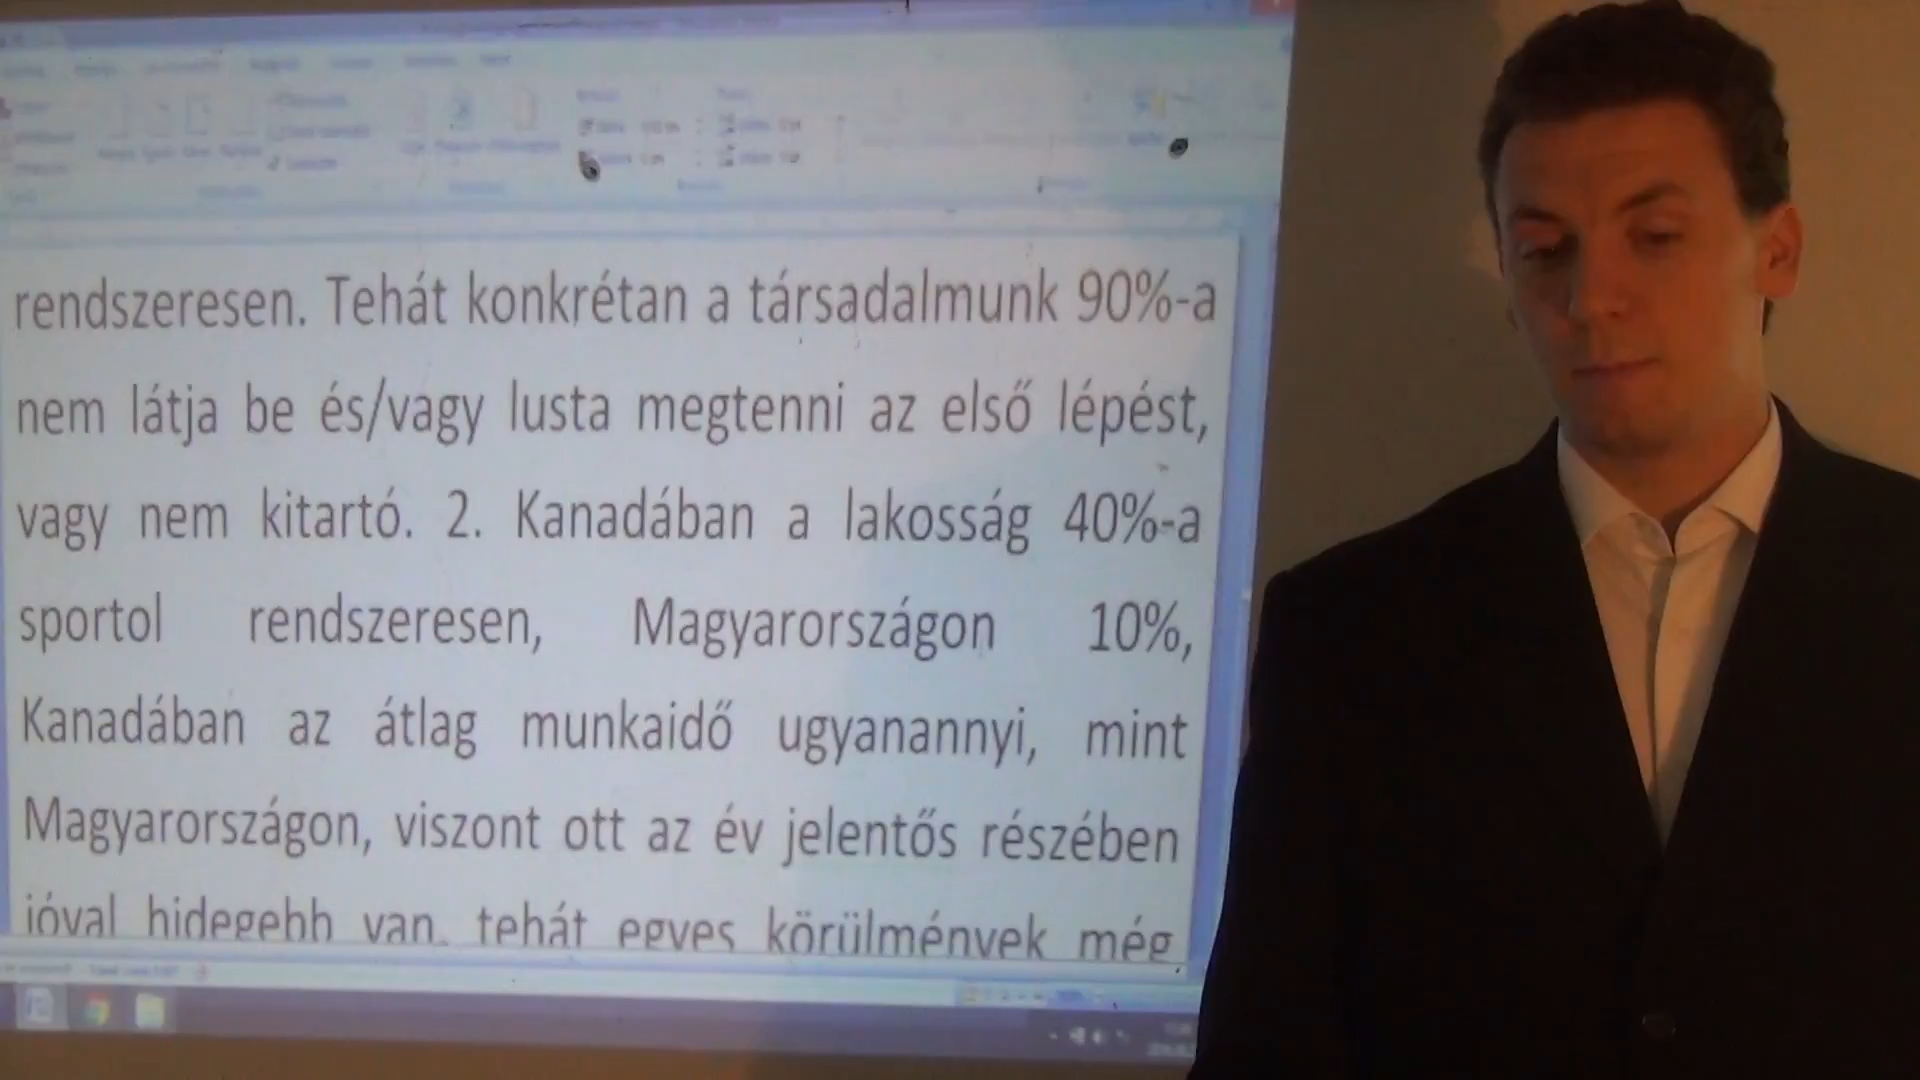 rendszeresen. Tehát konkrétan a társadalmunk 90%-a
nem látja be és/vagy lusta megtenni az első lépést,
vagy nem kitartó. 2. Kanadában a lakosság 40%-a
sportol rendszeresen, Magyarországon 10%,
Kanadában az átlag munkaidő ugyanannyi, mint
Magyarországon, viszont ott az év jelentős részében
jóval hidegebb van, tehát egyes körülmények még